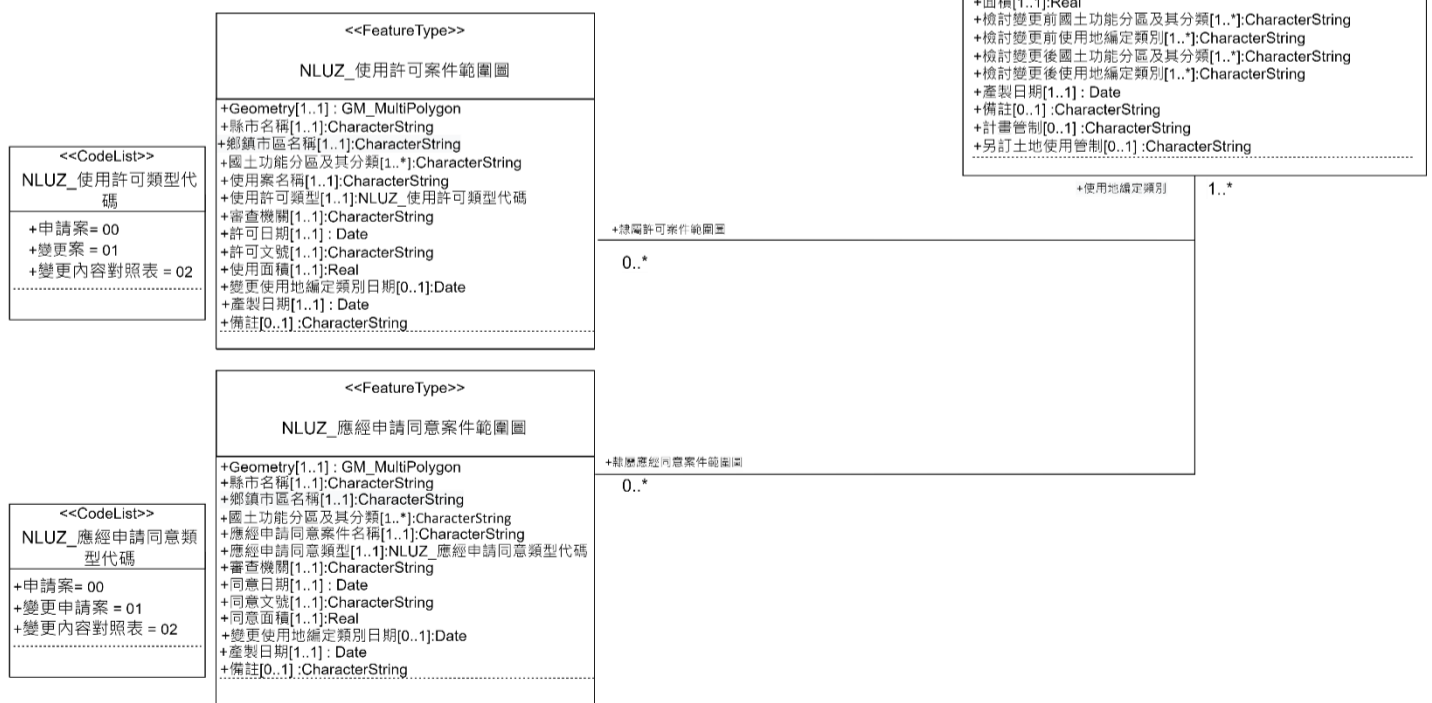 <<FeatureType>>
NLUZ_使用許可案件範圍圖
+Geometry[1..1] : GM_MultiPolygon
+縣市名稱[1..1]:CharacterString
+鄉鎮市區名稱[1..1]:CharacterString
+國土功能分區及其分類[1..*]:CharacterString
+使用案名稱[1..1]:CharacterString
+使用許可類型[1..1]:NLUZ_使用許可類型代碼
+審查機關[1..1]:CharacterString
+許可日期[1..1] : Date
+許可文號[1..1]:CharacterString
+使用面積[1..1]:Real
+變更使用地編定類別日期[0..1]:Date
+產製日期[1..1] : Date
+備註[0..1] :CharacterString
<<CodeList>>
NLUZ_使用許可類型代
碼
+申請案= 00
+變更案 = 01
+變更內容對照表 = 02
+面積[1..1]:Real
+檢討變更前國土功能分區及其分類[1..*]:CharacterString
+檢討變更前使用地編定類別[1..*]:CharacterString
+檢討變更後國土功能分區及其分類[1..*]:CharacterString
+檢討變更後使用地編定類別[1..*]:CharacterString
+產製日期[1..1] : Date
+備註[0..1] :CharacterString
+計畫管制[0..1] :CharacterString
+另訂土地使用管制[0..1] :CharacterString
+使用地編定類別
1..*
+隸屬許可案件範圍圖
0..*
<<FeatureType>>
NLUZ_應經申請同意案件範圍圖
+Geometry[1..1] : GM_MultiPolygon
+縣市名稱[1..1]:CharacterString
+鄉鎮市區名稱[1..1]:CharacterString
+國土功能分區及其分類[1..*]:CharacterString
+應經申請同意案件名稱[1..1]:CharacterString
+應經申請同意類型[1..1]:NLUZ_應經申請同意類型代碼
+審查機關[1..1]:CharacterString
+同意日期[1..1] : Date
+同意文號[1..1]:CharacterString
+同意面積[1..1]:Real
+變更使用地編定類別日期[0..1]:Date
+產製日期[1..1] : Date
+備註[0..1] :CharacterString
+隸屬應經同意案件範圍圖
0..*
<<CodeList>>
NLUZ_應經申請同意類
型代碼
+申請案= 00
+變更申請案 = 01
+變更內容對照表 = 02